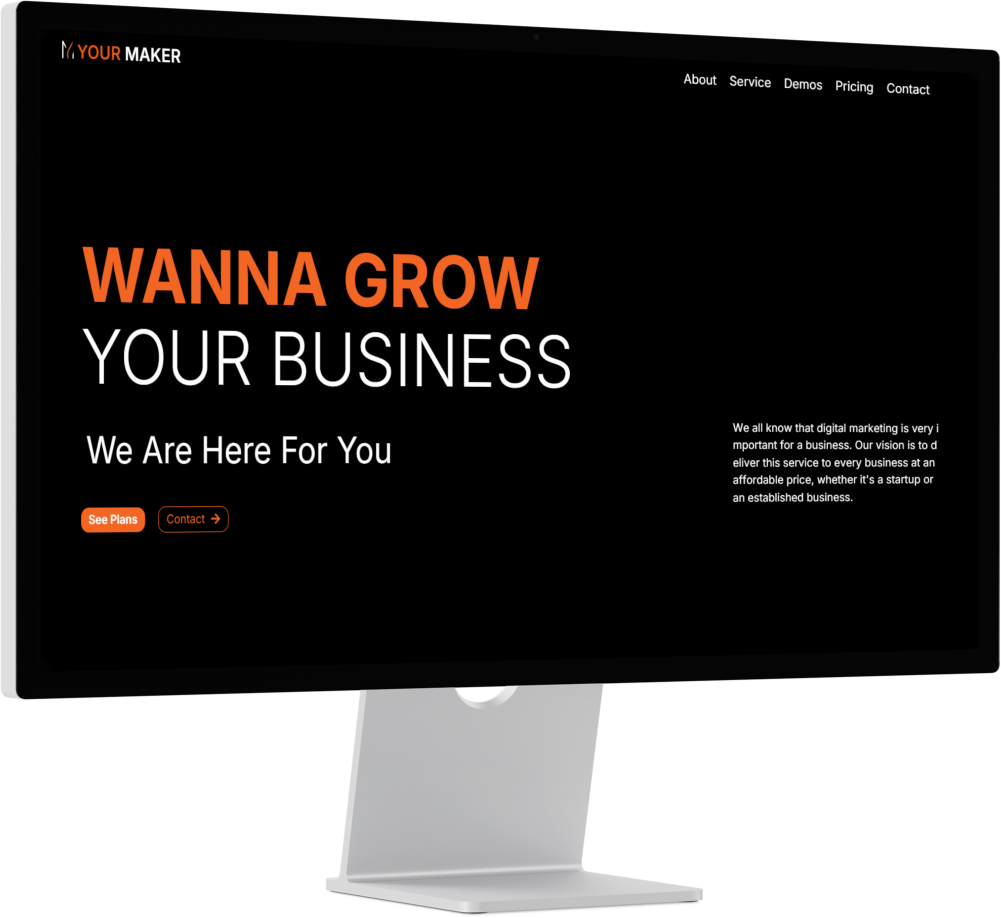 YOUR MAKER
About Service Demos Pricing Contact
WANNA GROW
YOUR BUSINESS
We Are Here For You
See Plans Contact →
We all know that digital marketing is very i
mportant for a business. Our vision is to d
eliver this service to every business at an
affordable price, whether it's a startup or
an established business.